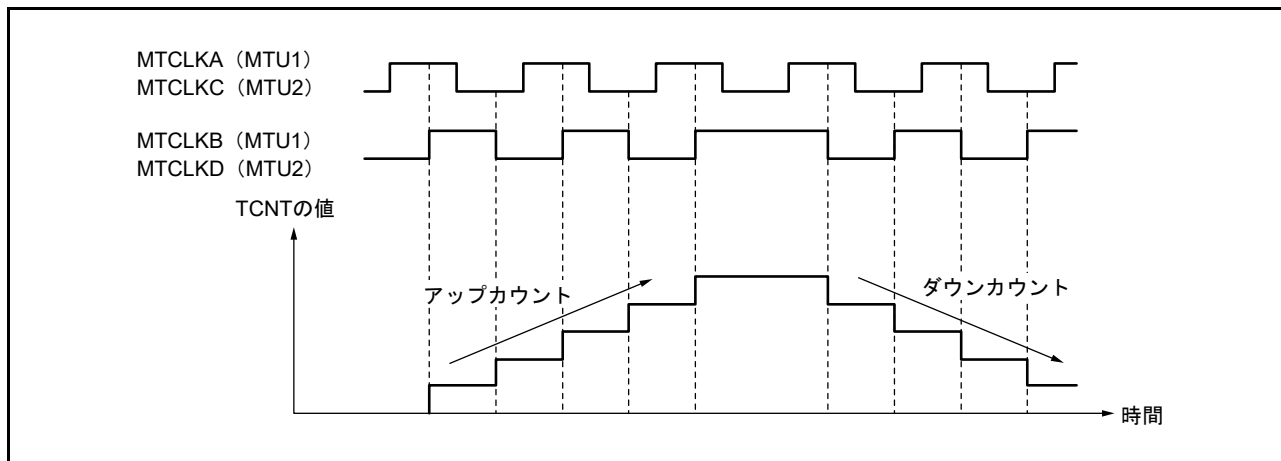 MTCLKA（MTU1）
MTCLKC（MTU2）
MTCLKB（MTU1）
MTCLKD（MTU2）
TCNTの値
アップカウント
ダウンカウント
時間